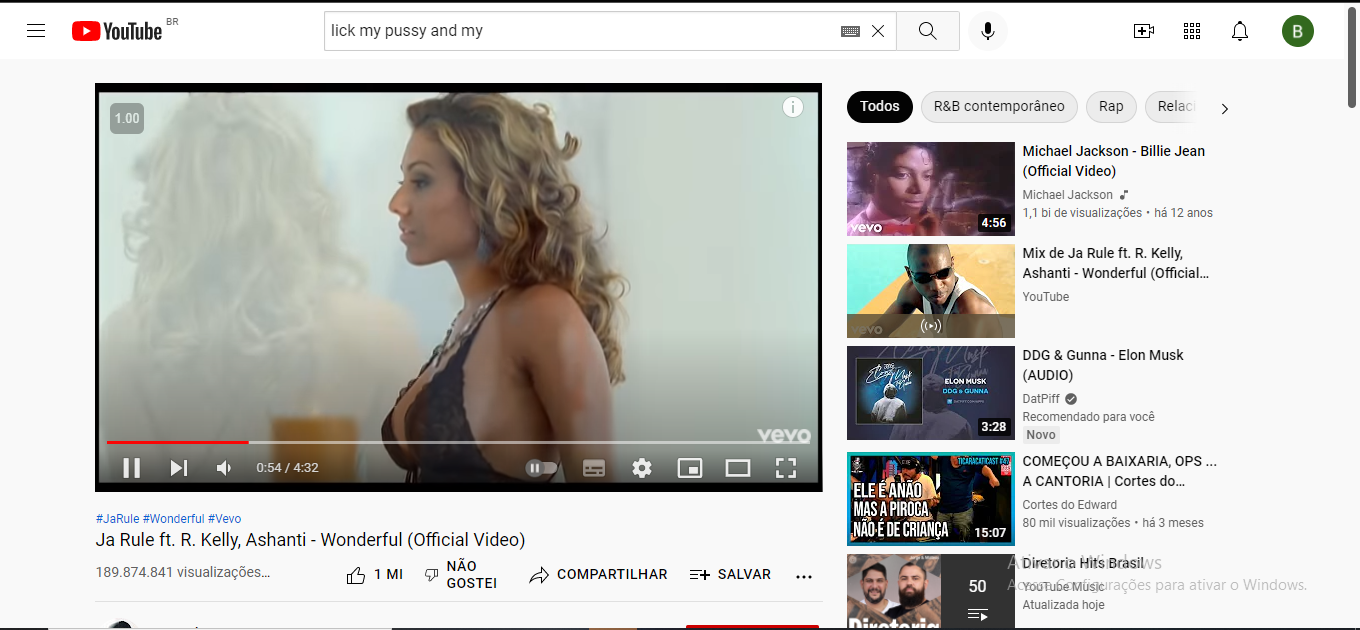 YouTube BR
lick my pussy and my
B
1.00
vevo
0:54 / 4:32
#JaRule #Wonderful #Vevo
Ja Rule ft. R. Kelly, Ashanti - Wonderful (Official Video)
189.874.841 visualizações...
1 MI
NÃO
GOSTEI
COMPARTILHAR
SALVAR
Todos
R&B contemporâneo
Rap
Relaci
vevo
4:56
Michael Jackson - Billie Jean
(Official Video)
Michael Jackson
1,1 bi de visualizações • há 12 anos
vevo
Mix de Ja Rule ft. R. Kelly,
Ashanti - Wonderful (Official...
YouTube
ELON MUSK
DDG & GUNNA
3:28
DDG & Gunna - Elon Musk
(AUDIO)
DatPiff
Recomendado para você
Novo
TICARACATICAST #47
ELE É ANÃO
MAS A PIROCA
NÃO É DE CRIANÇA
15:07
COMEÇOU A BAIXARIA, OPS ...
A CANTORIA | Cortes do...
Cortes do Edward
80 mil visualizações • há 3 meses
Diretoria
50
Diretoria Hits Brasil
YouTube Music
Atualizada hoje
Ativar o Windows
Acesse Configurações para ativar o Windows.